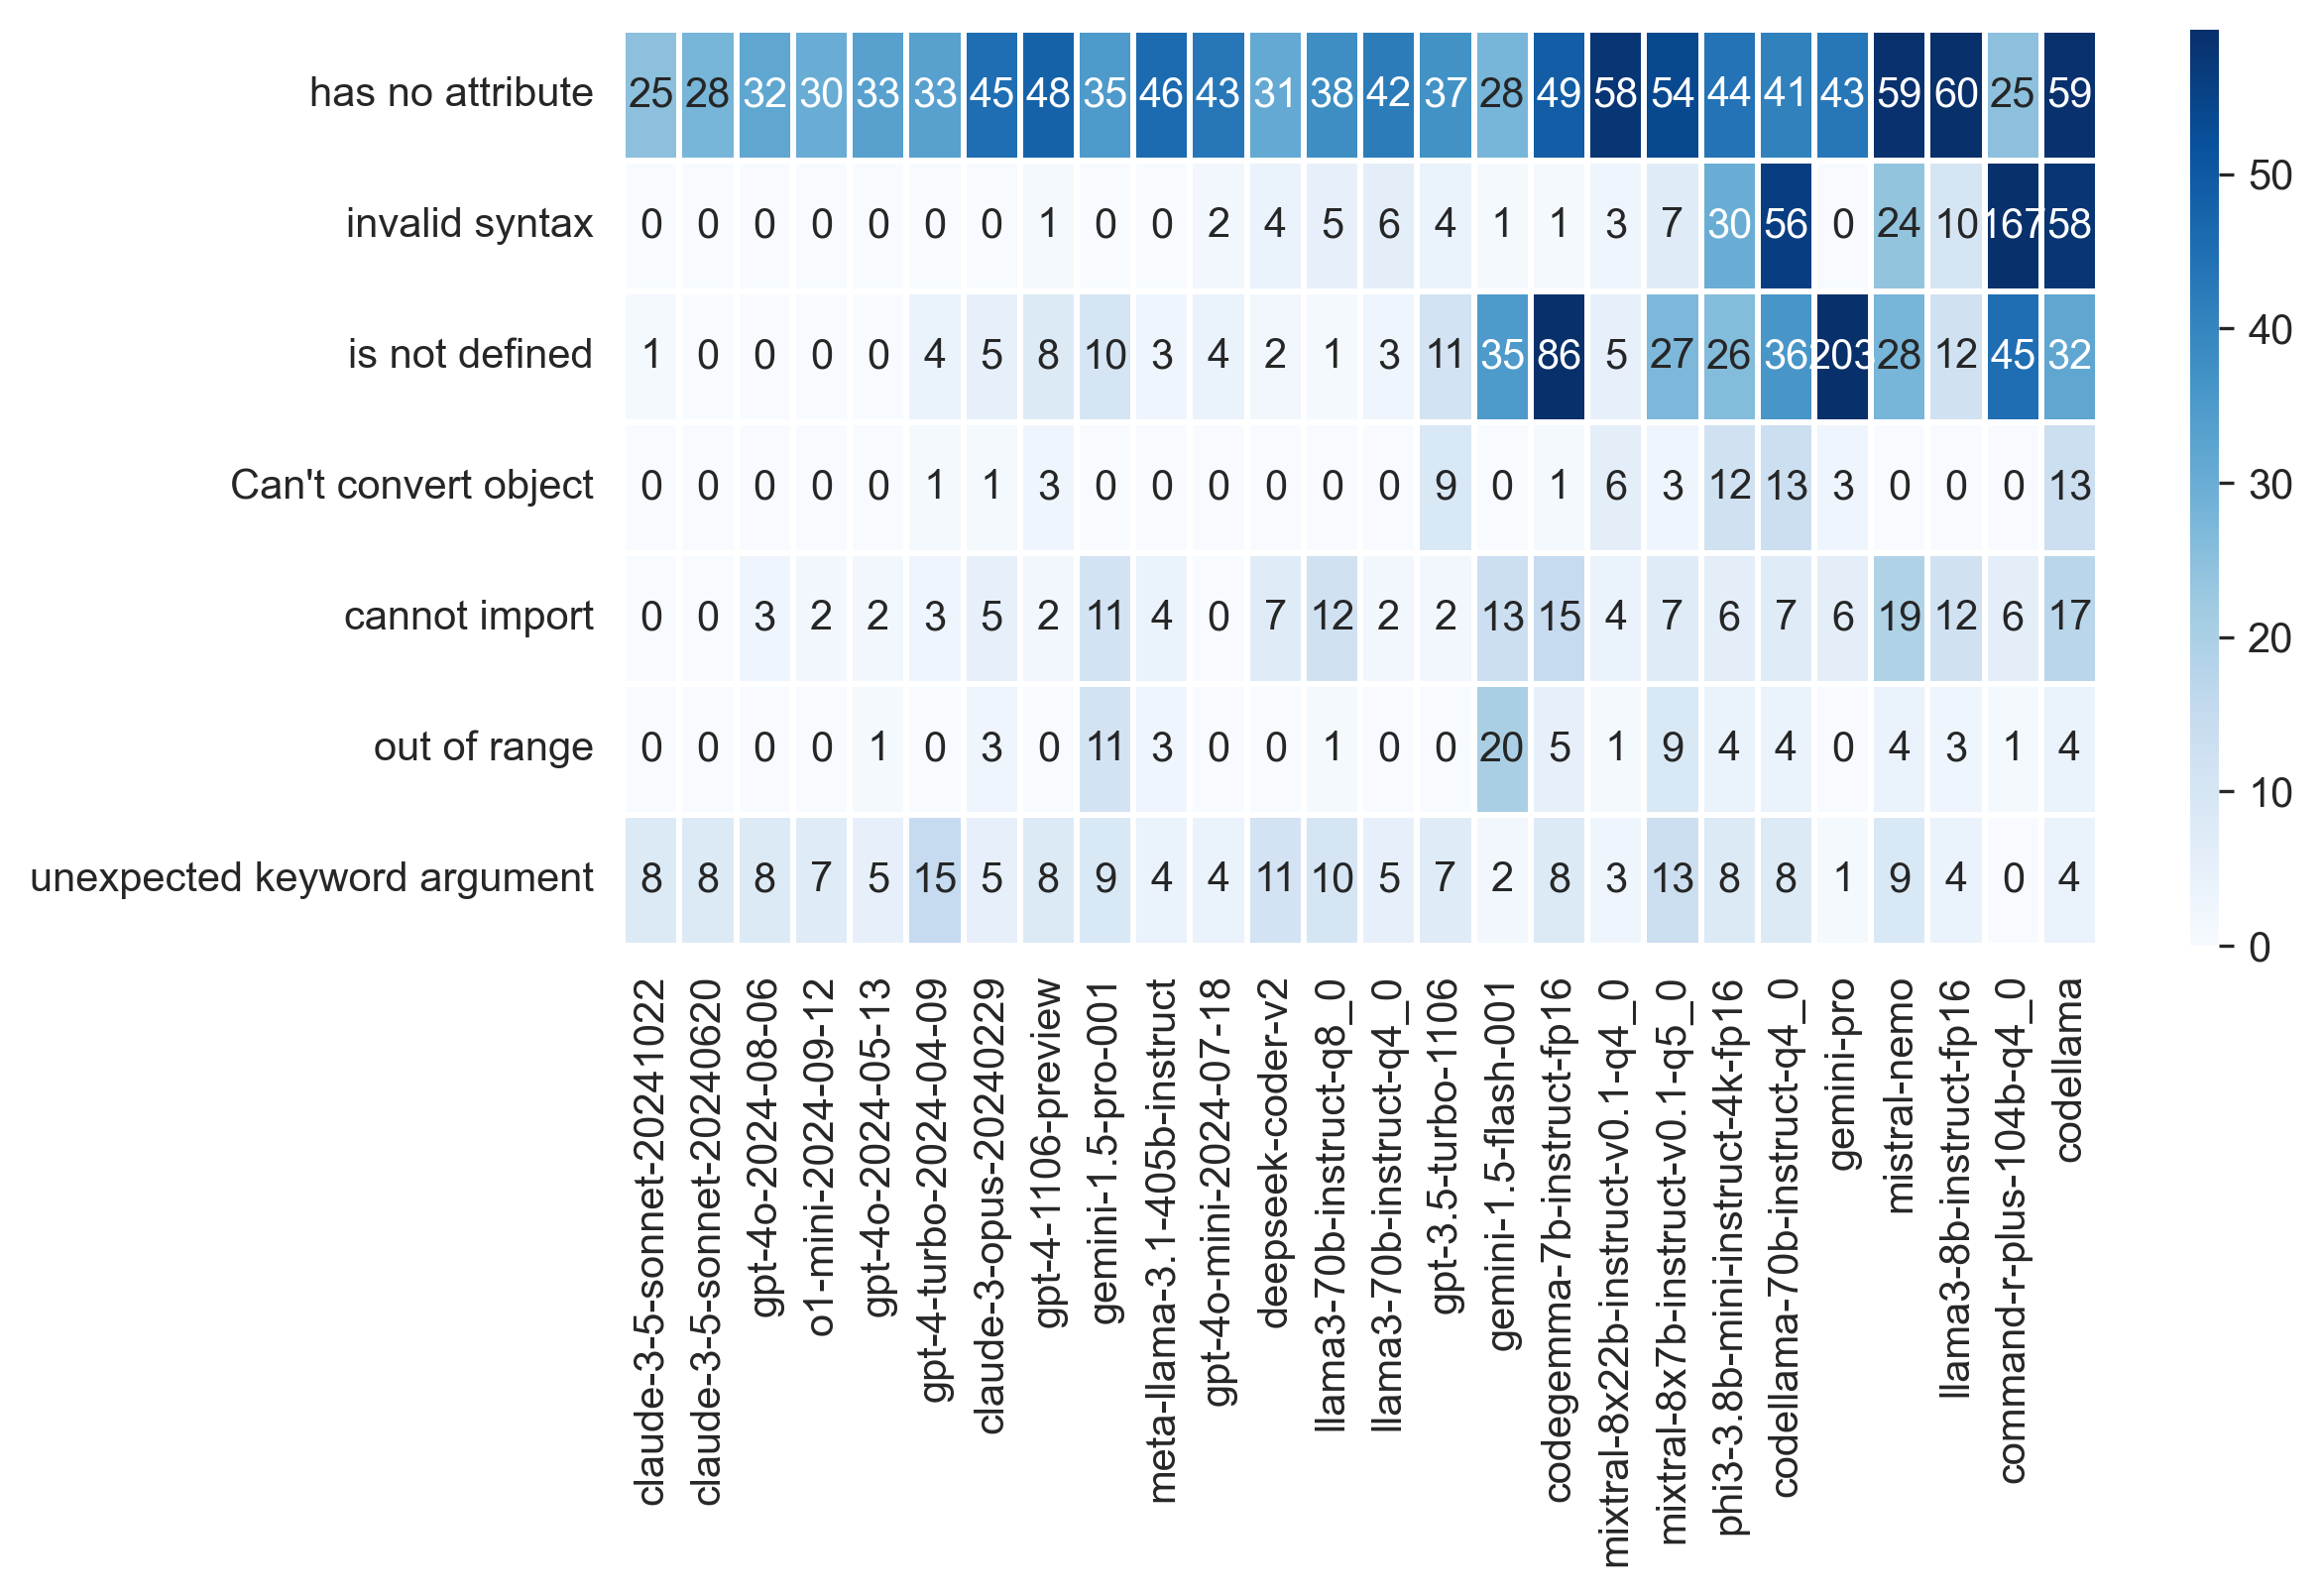 has no attribute 25 28 32 30 33 33 45 48 35 46 43 31 38 42 37 28 49 58 54 44 41 43 59 60 25 59
invalid syntax 0 0 0 0 0 0 0 1 0 0 2 4 5 6 4 1 1 3 7 30 56 0 24 10 167 58
is not defined 1 0 0 0 0 4 5 8 10 3 4 2 1 3 11 35 86 5 27 26 36 203 28 12 45 32
Can't convert object 0 0 0 0 0 1 1 3 0 0 0 0 0 0 9 0 1 6 3 12 13 3 0 0 0 13
cannot import 0 0 3 2 2 3 5 2 11 4 0 7 12 2 2 13 15 4 7 6 7 6 19 12 6 17
out of range 0 0 0 0 1 0 3 0 11 3 0 0 1 0 0 20 5 1 9 4 4 0 4 3 1 4
unexpected keyword argument 8 8 8 7 5 15 5 8 9 4 4 11 10 5 7 2 8 3 13 8 8 1 9 4 0 4
claude-3-5-sonnet-20241022
claude-3-5-sonnet-20240620
gpt-4o-2024-08-06
o1-mini-2024-09-12
gpt-4o-2024-05-13
gpt-4-turbo-2024-04-09
claude-3-opus-20240229
gpt-4-1106-preview
gemini-1.5-pro-001
meta-llama-3.1-405b-instruct
gpt-4o-mini-2024-07-18
deepseek-coder-v2
llama3-70b-instruct-q8_0
llama3-70b-instruct-q4_0
gpt-3.5-turbo-1106
gemini-1.5-flash-001
codegemma-7b-instruct-fp16
mixtral-8x22b-instruct-v0.1-q4_0
mixtral-8x7b-instruct-v0.1-q5_0
phi3-3.8b-mini-instruct-4k-fp16
codellama-70b-instruct-q4_0
gemini-pro
mistral-nemo
llama3-8b-instruct-fp16
command-r-plus-104b-q4_0
codellama
50
40
30
20
10
0